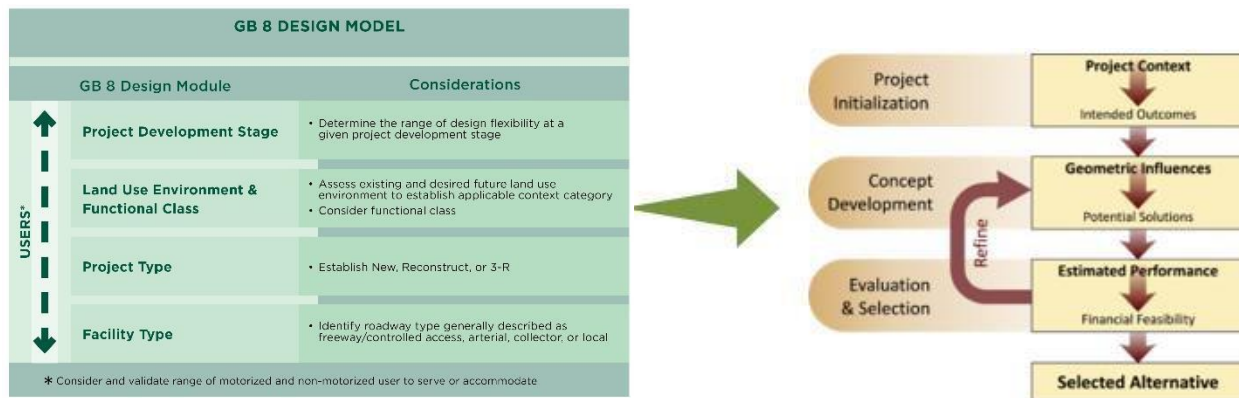 GB 8 DESIGN MODEL
GB 8 Design Module
Considerations
USERS*
Project Development Stage
• Determine the range of design flexibility at a
given project development stage
Land Use Environment &
Functional Class
• Assess existing and desired future land use
environment to establish applicable context category
• Consider functional class
Project Type
• Establish New, Reconstruct, or 3-R
Facility Type
• Identify roadway type generally described as
freeway/controlled access, arterial, collector, or local
* Consider and validate range of motorized and non-motorized user to serve or accommodate
Project
Initialization
Project Context
Intended Outcomes
Concept
Development
Geometric Influences
Potential Solutions
Refine
Evaluation
& Selection
Estimated Performance
Financial Feasibility
Selected Alternative